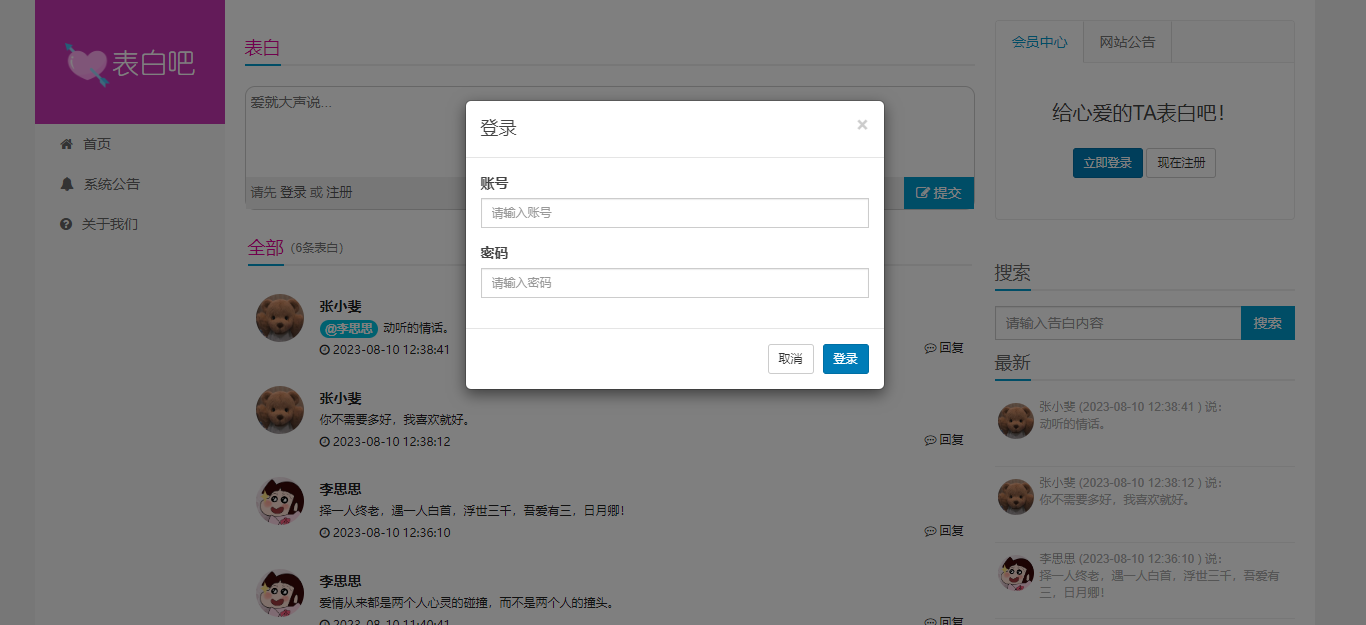 表白吧
首页
系统公告
关于我们
表白
爱就大声说...
请先 登录 或 注册
提交
全部 (6条表白)
张小斐
@李思思 动听的情话。
2023-08-10 12:38:41
回复
张小斐
你不需要多好，我喜欢就好。
2023-08-10 12:38:12
回复
李思思
择一人终老，遇一人白首，浮世三千，吾爱有三，日月卿！
2023-08-10 12:36:10
回复
李思思
爱情从来都是两个人心灵的碰撞，而不是两个人的撞头。
2023-08-10 11:40:41
回复
登录
×
账号
请输入账号
密码
请输入密码
取消
登录
会员中心
网站公告
给心爱的TA表白吧！
立即登录
现在注册
搜索
请输入告白内容
搜索
最新
张小斐 (2023-08-10 12:38:41 ) 说：
动听的情话。
张小斐 (2023-08-10 12:38:12 ) 说：
你不需要多好，我喜欢就好。
李思思 (2023-08-10 12:36:10 ) 说：
择一人终老，遇一人白首，浮世三千，吾爱有
三，日月卿！